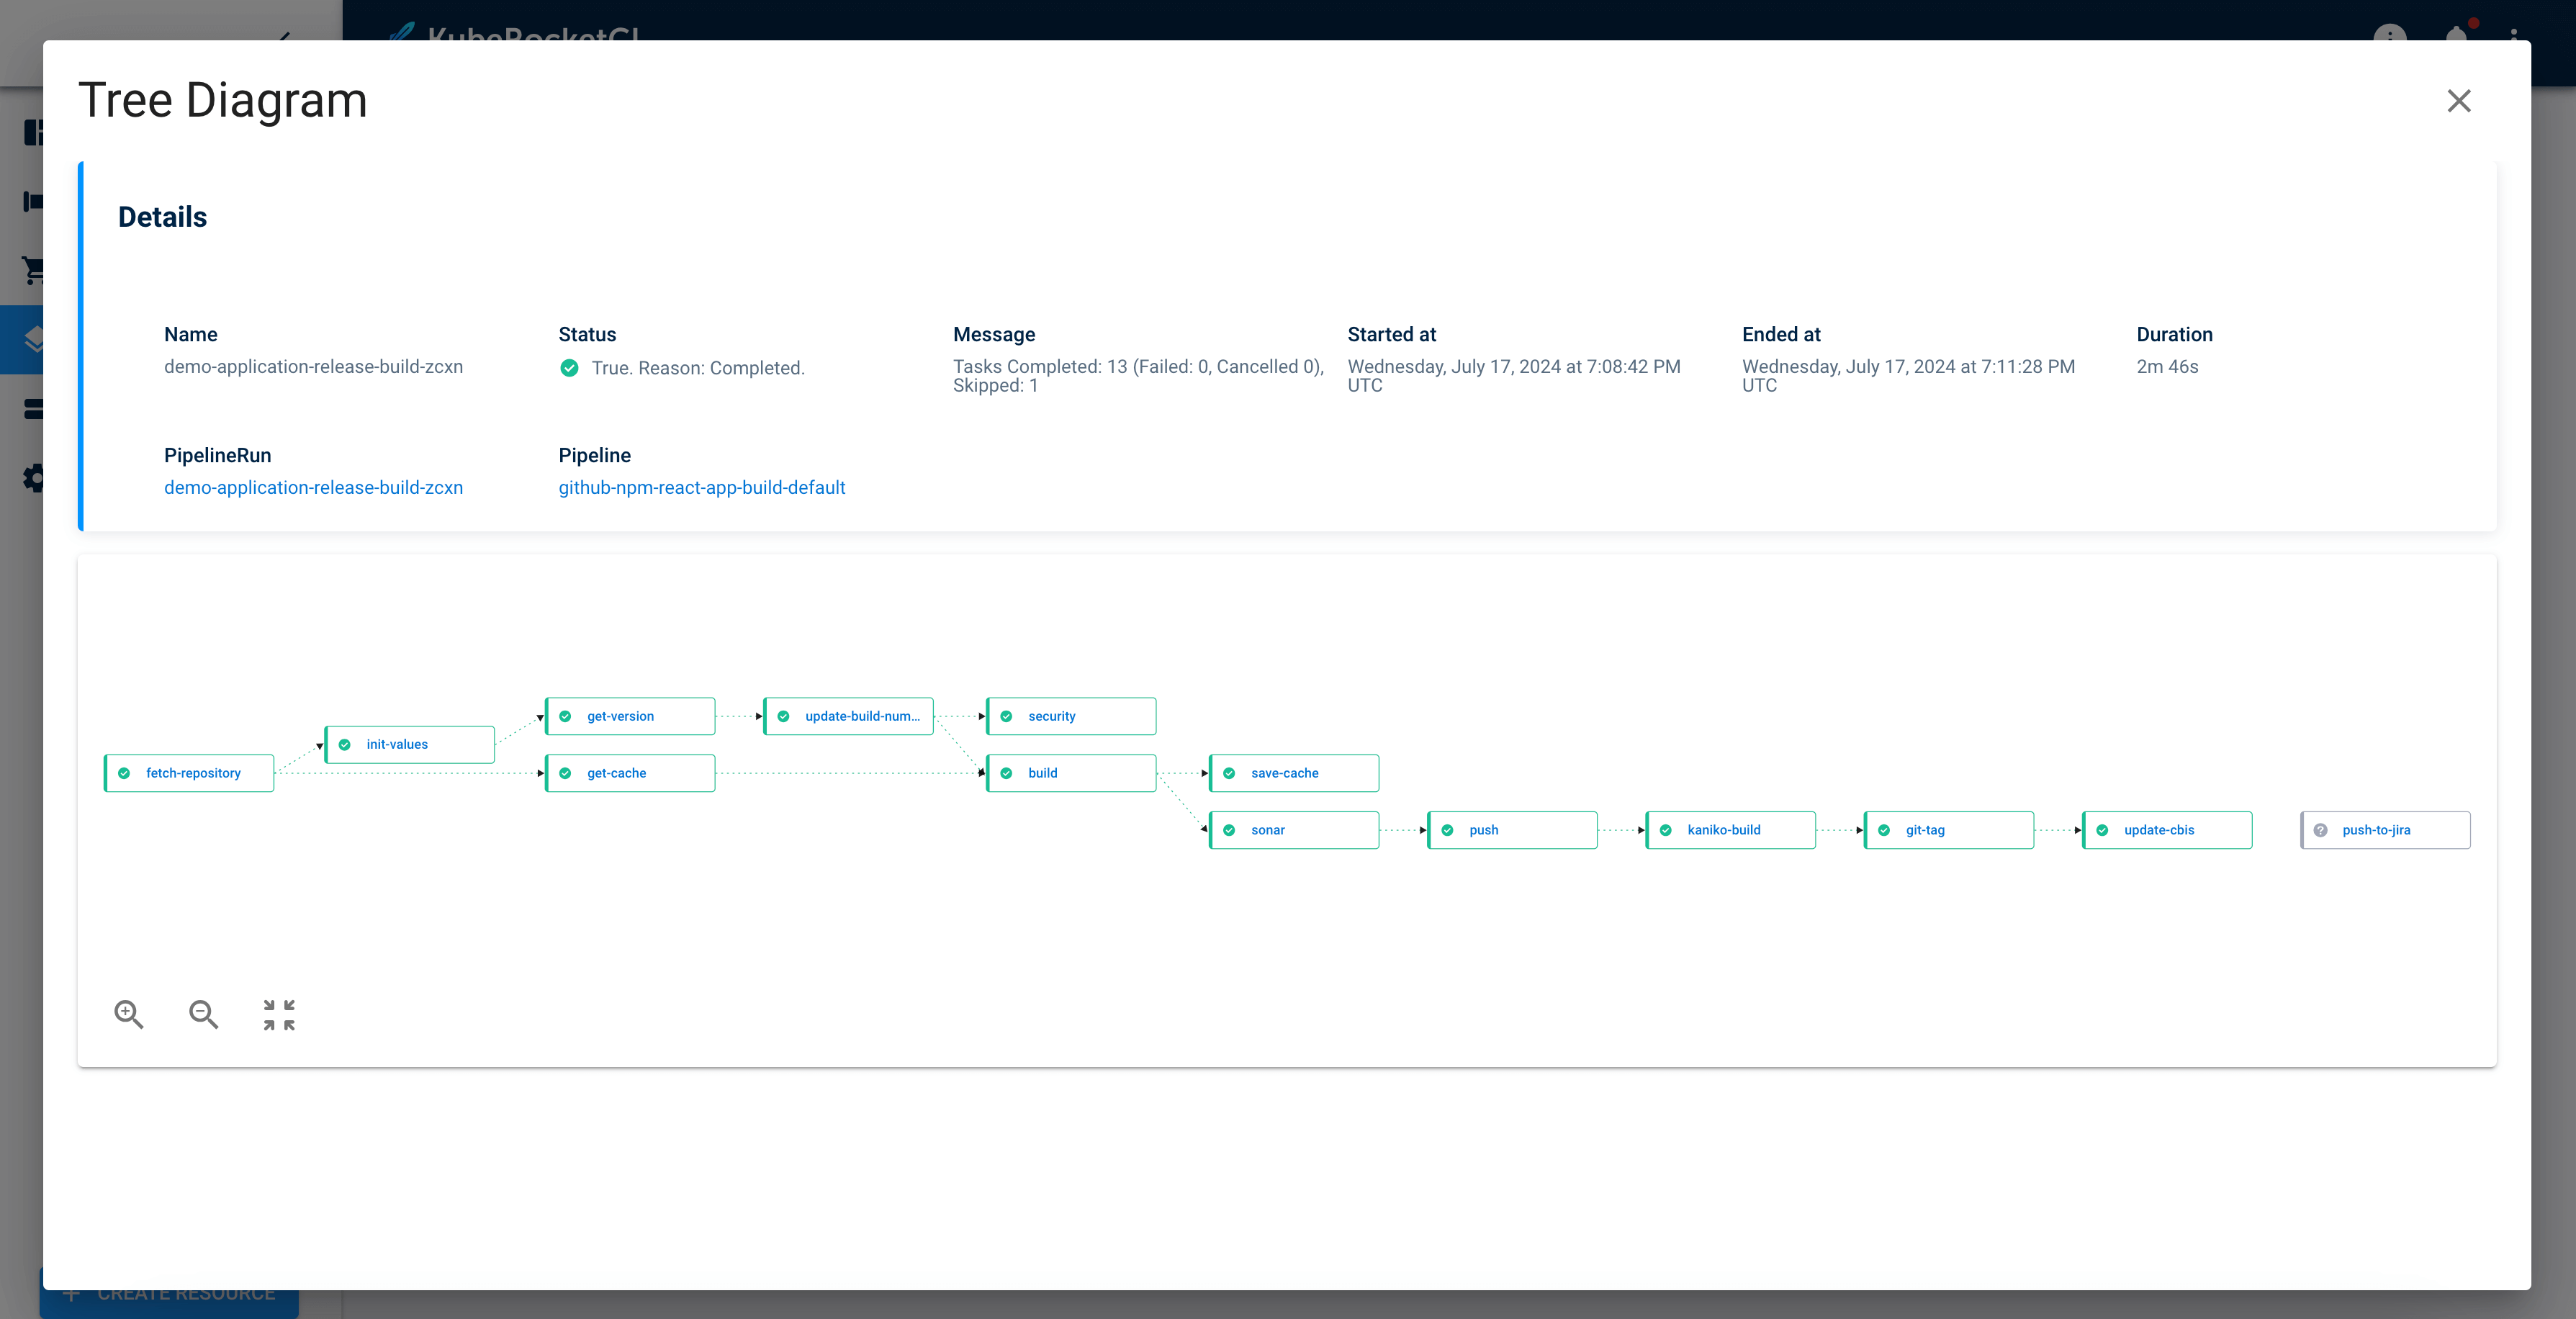 KubeRocketCI
Tree Diagram
Details
Name
demo-application-release-build-zcxn
Status
True. Reason: Completed.
Message
Tasks Completed: 13 (Failed: 0, Cancelled 0),
Skipped: 1
Started at
Wednesday, July 17, 2024 at 7:08:42 PM
UTC
Ended at
Wednesday, July 17, 2024 at 7:11:28 PM
UTC
Duration
2m 46s
PipelineRun
demo-application-release-build-zcxn
Pipeline
github-npm-react-app-build-default
get-version
update-build-num...
security
init-values
fetch-repository
get-cache
build
save-cache
sonar
push
kaniko-build
git-tag
update-cbis
push-to-jira
CREATE RESOURCE